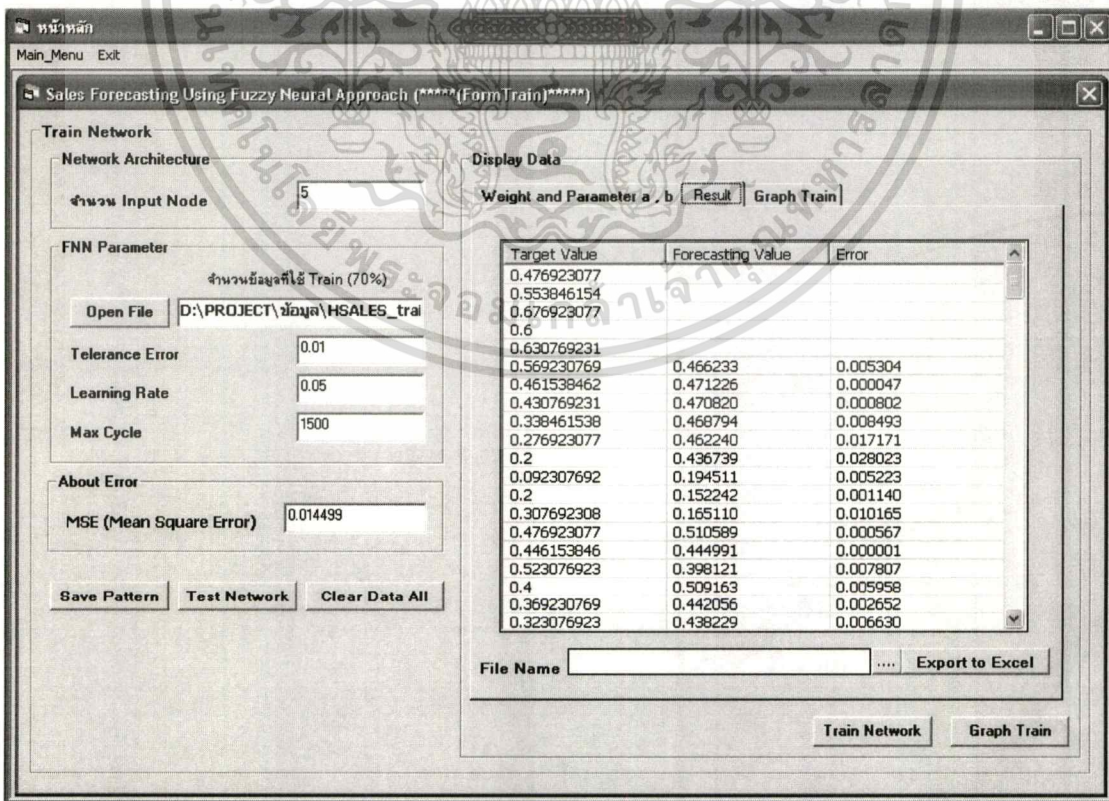 หน้าหลัก
Main_Menu Exit
Sales Forecasting Using Fuzzy Neural Approach (*****(FormTrain)*****)
Train Network
Network Architecture
จำนวน Input Node 5
FNN Parameter
จำนวนข้อมูลที่ใช้ Train (70%)
Open File D:\PROJECT\ข้อมูล\HSALES_trai
Telerance Error 0.01
Learning Rate 0.05
Max Cycle 1500
About Error
MSE (Mean Square Error) 0.014499
Save Pattern Test Network Clear Data All
Display Data
Weight and Parameter a , b Result Graph Train
Target Value Forecasting Value Error
0.476923077
0.553846154
0.676923077
0.6
0.630769231
0.569230769 0.466233 0.005304
0.461538462 0.471226 0.000047
0.430769231 0.470820 0.000802
0.338461538 0.468794 0.008493
0.276923077 0.462240 0.017171
0.2 0.436739 0.028023
0.092307692 0.194511 0.005223
0.2 0.152242 0.001140
0.307692308 0.165110 0.010165
0.476923077 0.510589 0.000567
0.446153846 0.444991 0.000001
0.523076923 0.398121 0.007807
0.4 0.509163 0.005958
0.369230769 0.442056 0.002652
0.323076923 0.438229 0.006630
File Name .... Export to Excel
Train Network Graph Train